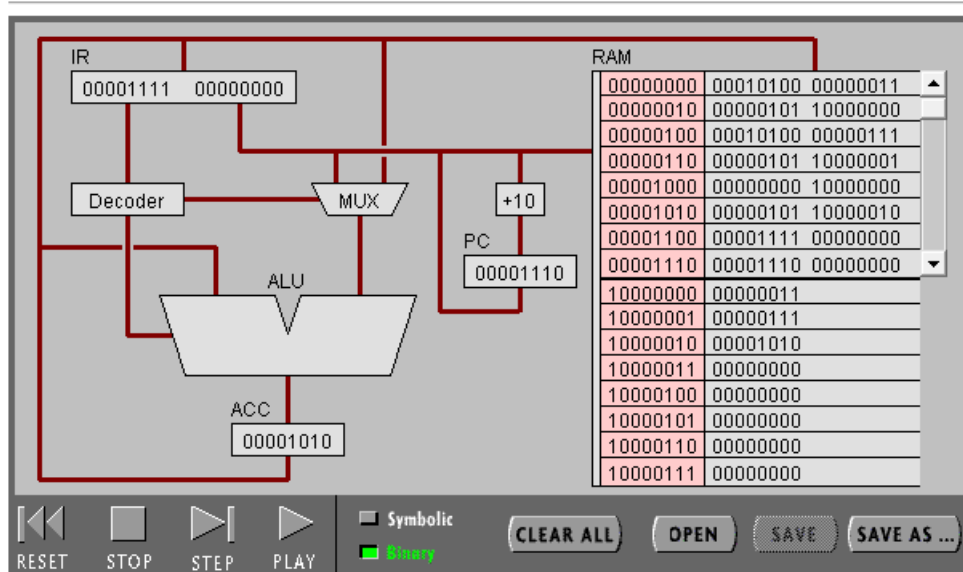 IR
00001111 00000000
Decoder
MUX
+10
PC
00001110
ALU
ACC
00001010
RAM
00000000 00010100 00000011
00000010 00000101 10000000
00000100 00010100 00000111
00000110 00000101 10000001
00001000 00000000 10000000
00001010 00000101 10000010
00001100 00001111 00000000
00001110 00001110 00000000
10000000 00000011
10000001 00000111
10000010 00001010
10000011 00000000
10000100 00000000
10000101 00000000
10000110 00000000
10000111 00000000
RESET
STOP
STEP
PLAY
Symbolic
Binary
CLEAR ALL
OPEN
SAVE
SAVE AS ...